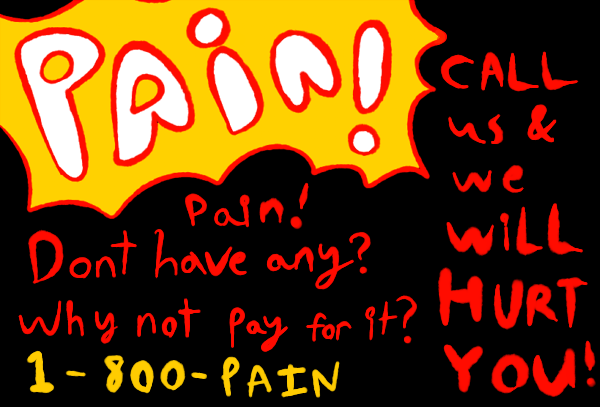 PAiN!
Pain!
Dont have any?
Why not pay for it?
1-800-PAIN
CALL
us &
we
WiLL
HURT
YOU!